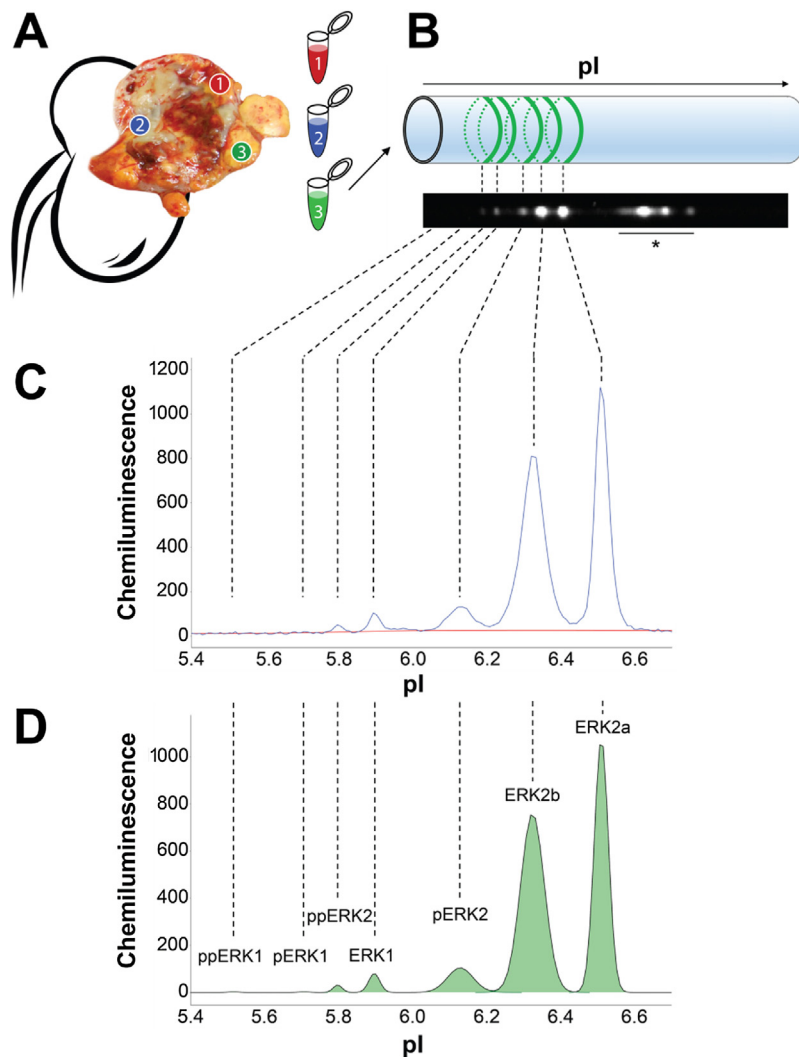 A
1
2
3
1
2
3
B
pI
*
C
Chemiluminescence
1200
1000
800
600
400
200
0
5.4 5.6 5.8 6.0 6.2 6.4 6.6
pI
D
Chemiluminescence
1000
800
600
400
200
0
ERK2a
ERK2b
ppERK2 pERK2
ppERK1 pERK1 ERK1
5.4 5.6 5.8 6.0 6.2 6.4 6.6
pI